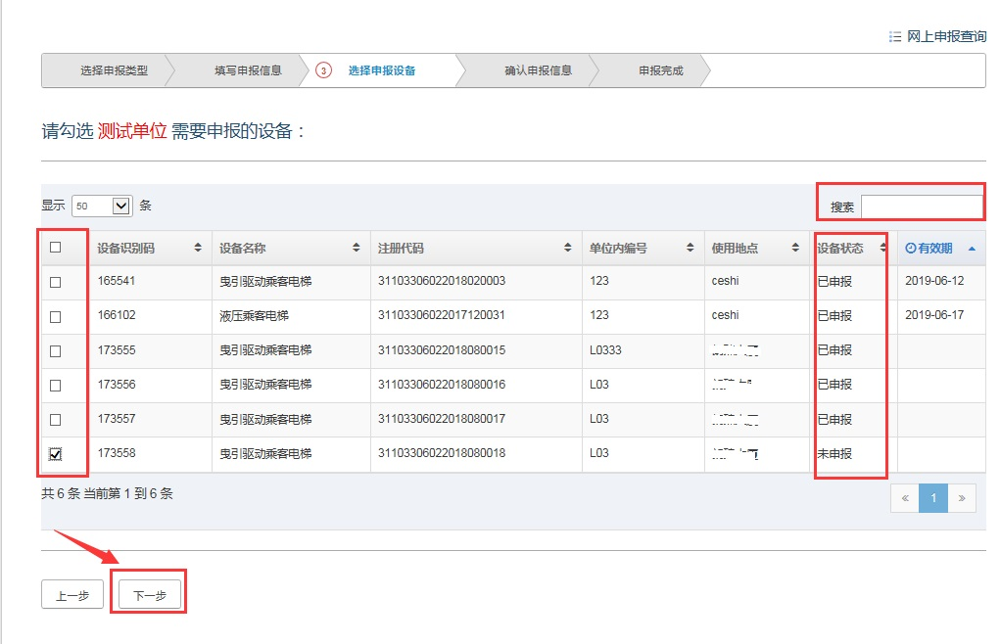 网上申报查询
选择申报类型 填写申报信息 3 选择申报设备 确认申报信息 申报完成
请勾选 测试单位 需要申报的设备：
显示 50 条 搜索
设备识别码 设备名称 注册代码 单位内编号 使用地点 设备状态 有效期
165541 曳引驱动乘客电梯 31103306022018020003 123 ceshi 已申报 2019-06-12
166102 液压乘客电梯 31103306022017120031 123 ceshi 已申报 2019-06-17
173555 曳引驱动乘客电梯 31103306022018080015 L0333 已申报
173556 曳引驱动乘客电梯 31103306022018080016 L03 已申报
173557 曳引驱动乘客电梯 31103306022018080017 L03 已申报
173558 曳引驱动乘客电梯 31103306022018080018 L03 未申报
共 6 条 当前第 1 到 6 条 « 1 »
上一步 下一步